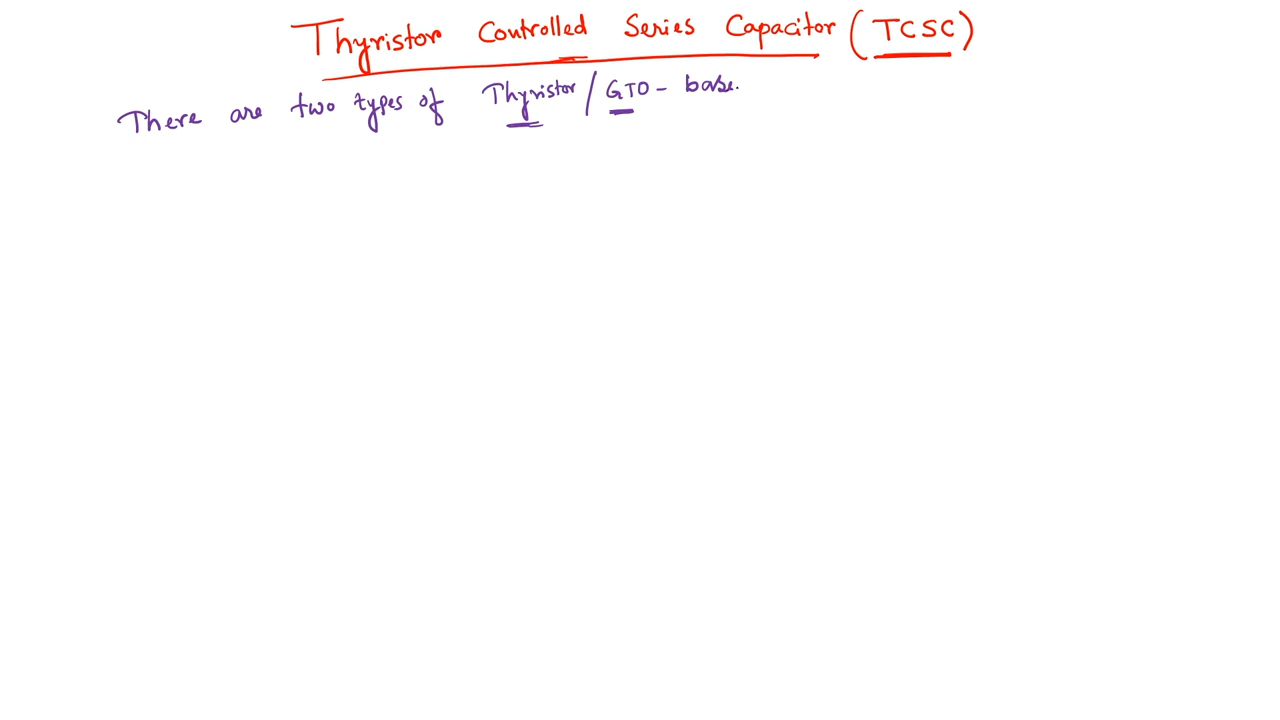 Thyristor Controlled Series Capacitor (TCSC)
There are two types of Thyristor / GTO - base.